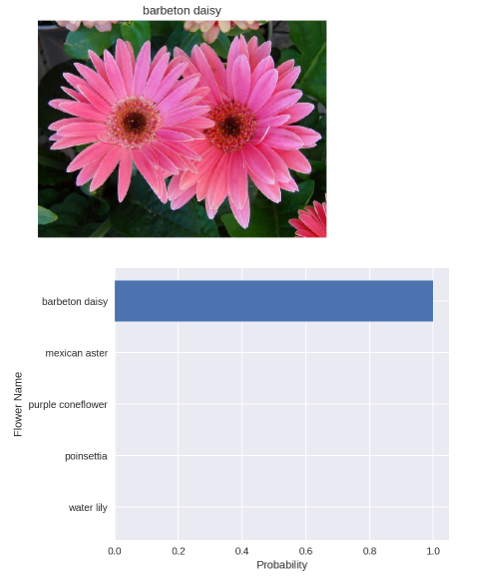 barbeton daisy
barbeton daisy
mexican aster
purple coneflower
poinsettia
water lily
Flower Name
0.0 0.2 0.4 0.6 0.8 1.0
Probability